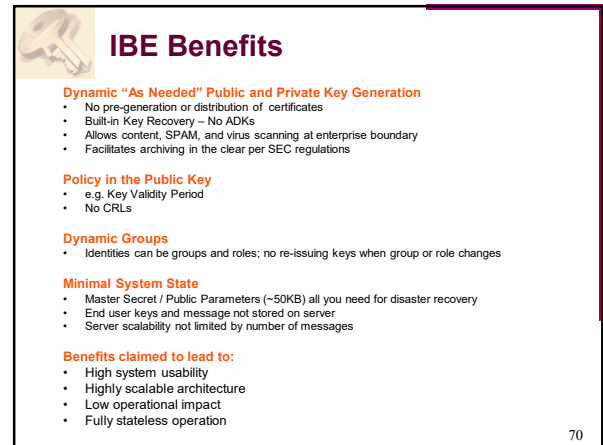 IBE Benefits
Dynamic “As Needed” Public and Private Key Generation
• No pre-generation or distribution of certificates
• Built-in Key Recovery – No ADKs
• Allows content, SPAM, and virus scanning at enterprise boundary
• Facilitates archiving in the clear per SEC regulations
Policy in the Public Key
• e.g. Key Validity Period
• No CRLs
Dynamic Groups
• Identities can be groups and roles; no re-issuing keys when group or role changes
Minimal System State
• Master Secret / Public Parameters (~50KB) all you need for disaster recovery
• End user keys and message not stored on server
• Server scalability not limited by number of messages
Benefits claimed to lead to:
• High system usability
• Highly scalable architecture
• Low operational impact
• Fully stateless operation
70